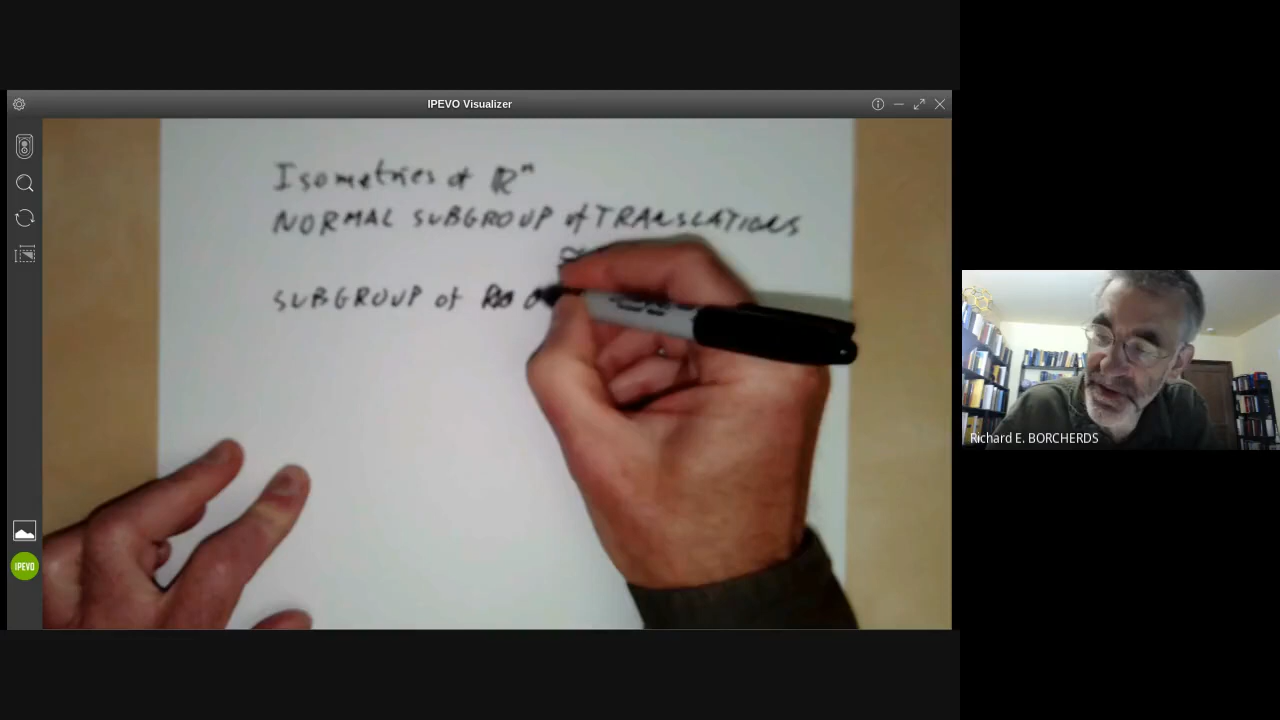 IPEVO Visualizer
Isometries of ℝⁿ
NORMAL SUBGROUP of TRANSLATIONS
SUBGROUP of
IPEVO
Richard E. BORCHERDS